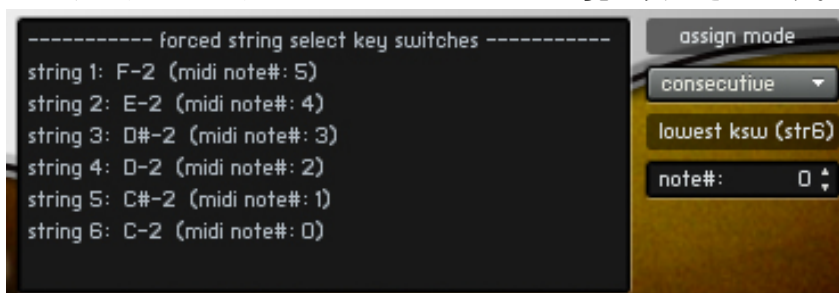 ----------- forced string select key switches -----------
string 1: F-2 (midi note#: 5)
string 2: E-2 (midi note#: 4)
string 3: D#-2 (midi note#: 3)
string 4: D-2 (midi note#: 2)
string 5: C#-2 (midi note#: 1)
string 6: C-2 (midi note#: 0)
assign mode
consecutive
lowest ksw (str6)
note#: 0